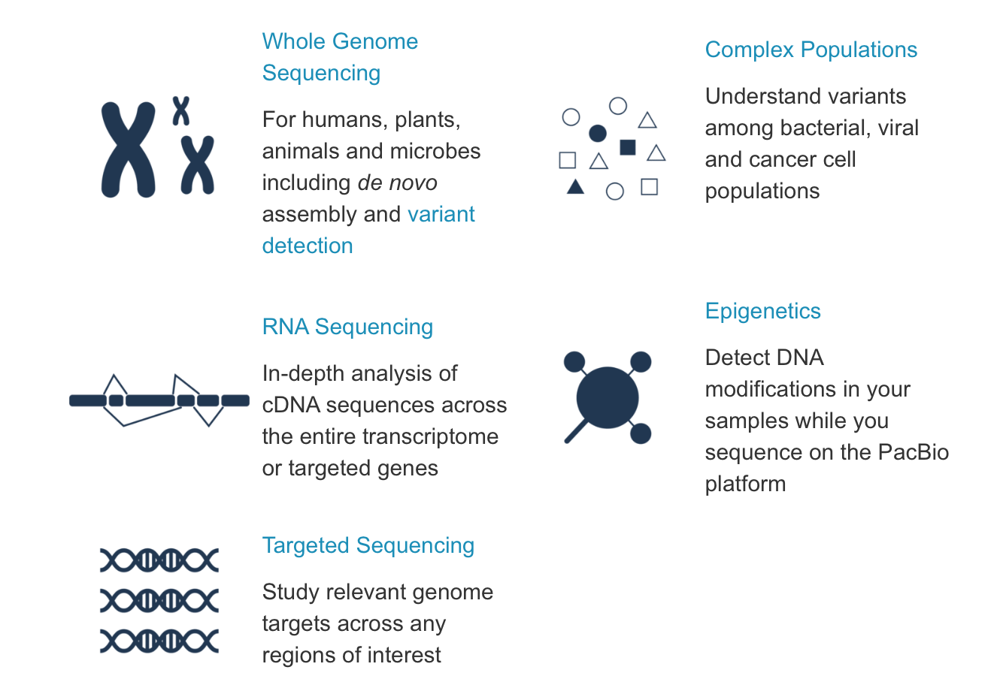 Whole Genome
Sequencing
For humans, plants,
animals and microbes
including de novo
assembly and variant
detection
Complex Populations
Understand variants
among bacterial, viral
and cancer cell
populations
RNA Sequencing
In-depth analysis of
cDNA sequences across
the entire transcriptome
or targeted genes
Epigenetics
Detect DNA
modifications in your
samples while you
sequence on the PacBio
platform
Targeted Sequencing
Study relevant genome
targets across any
regions of interest